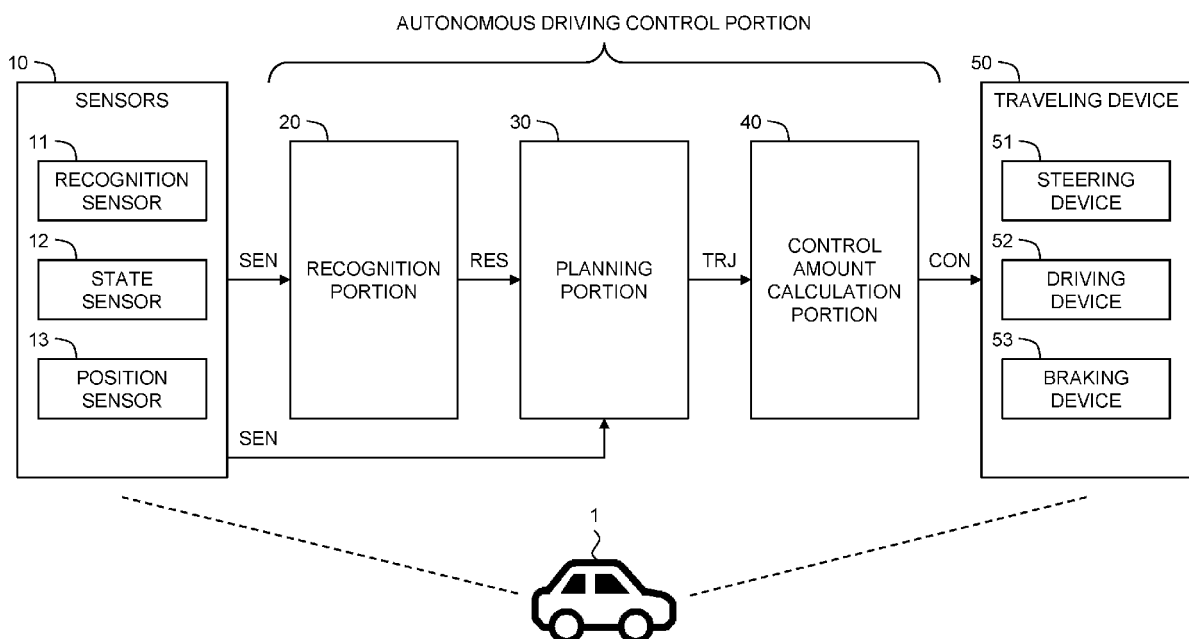 AUTONOMOUS DRIVING CONTROL PORTION
10
SENSORS
11
RECOGNITION
SENSOR
12
STATE
SENSOR
13
POSITION
SENSOR
SEN
SEN
20
RECOGNITION
PORTION
RES
30
PLANNING
PORTION
TRJ
40
CONTROL
AMOUNT
CALCULATION
PORTION
CON
50
TRAVELING DEVICE
51
STEERING
DEVICE
52
DRIVING
DEVICE
53
BRAKING
DEVICE
1